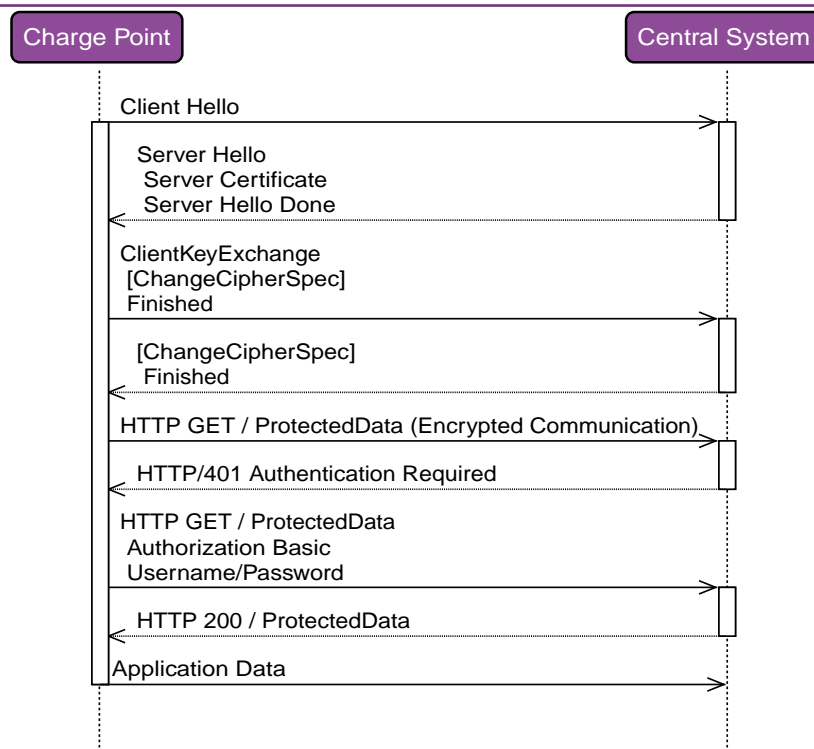 Charge Point
Central System
Client Hello
Server Hello
Server Certificate
Server Hello Done
ClientKeyExchange
[ChangeCipherSpec]
Finished
[ChangeCipherSpec]
Finished
HTTP GET / ProtectedData (Encrypted Communication)
HTTP/401 Authentication Required
HTTP GET / ProtectedData
Authorization Basic
Username/Password
HTTP 200 / ProtectedData
Application Data